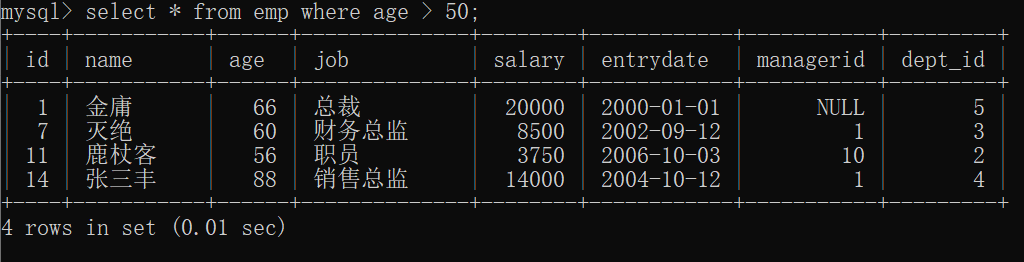 mysql> select * from emp where age > 50;
+----+-----------+------+--------------+--------+------------+-----------+---------+
| id | name | age | job | salary | entrydate | managerid | dept_id |
+----+-----------+------+--------------+--------+------------+-----------+---------+
| 1 | 金庸 | 66 | 总裁 | 20000 | 2000-01-01 | NULL | 5 |
| 7 | 灭绝 | 60 | 财务总监 | 8500 | 2002-09-12 | 1 | 3 |
| 11 | 鹿杖客 | 56 | 职员 | 3750 | 2006-10-03 | 10 | 2 |
| 14 | 张三丰 | 88 | 销售总监 | 14000 | 2004-10-12 | 1 | 4 |
+----+-----------+------+--------------+--------+------------+-----------+---------+
4 rows in set (0.01 sec)